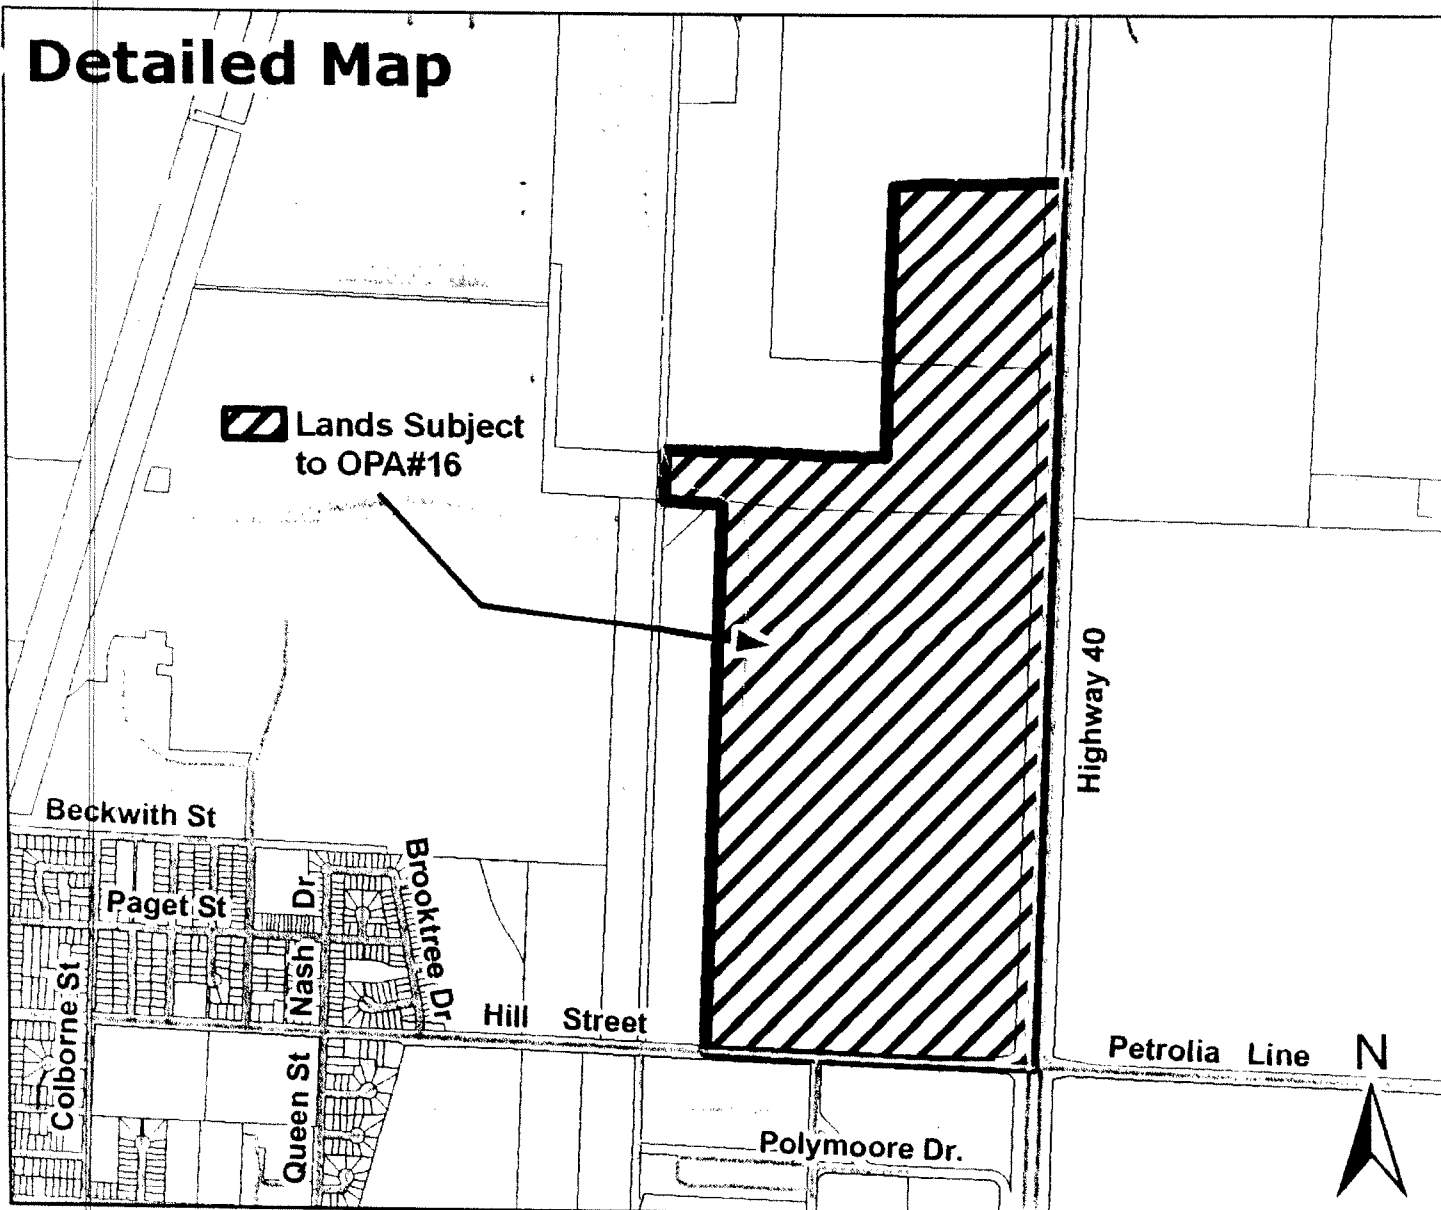 Detailed Map
Lands Subject
to OPA#16
Highway 40
Beckwith St
Paget St
Nash Dr
Brooktree Dr
Colborne St
Queen St
Hill Street
Petrolia Line
N
Polymoore Dr.